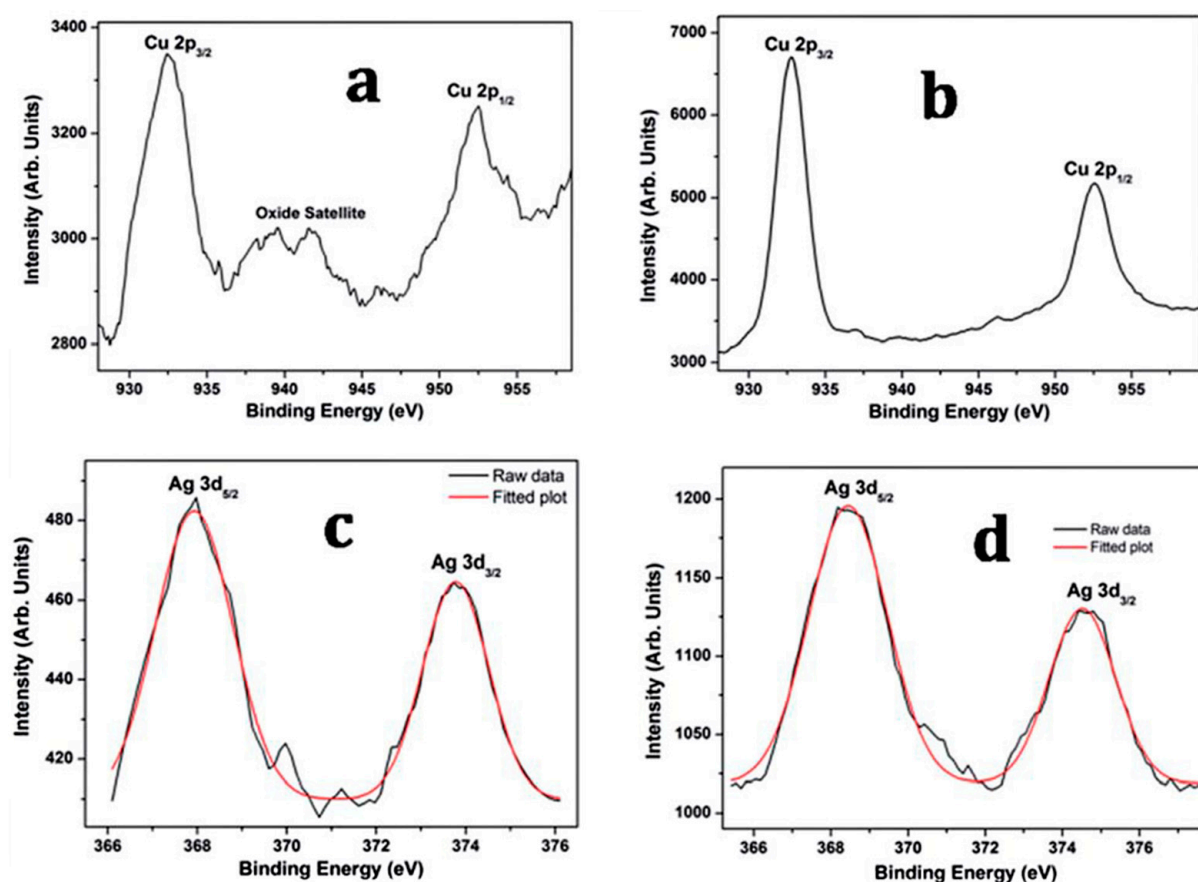 a
Cu 2p3/2
Cu 2p1/2
Oxide Satellite
Intensity (Arb. Units)
3400
3200
3000
2800
930 935 940 945 950 955
Binding Energy (eV)
b
Cu 2p3/2
Cu 2p1/2
Intensity (Arb. Units)
7000
6000
5000
4000
3000
930 935 940 945 950 955
Binding Energy (eV)
c
Ag 3d5/2
Ag 3d3/2
Raw data
Fitted plot
Intensity (Arb. Units)
480
460
440
420
366 368 370 372 374 376
Binding Energy (eV)
d
Ag 3d5/2
Ag 3d3/2
Raw data
Fitted plot
Intensity (Arb. Units)
1200
1150
1100
1050
1000
366 368 370 372 374 376
Binding Energy (eV)